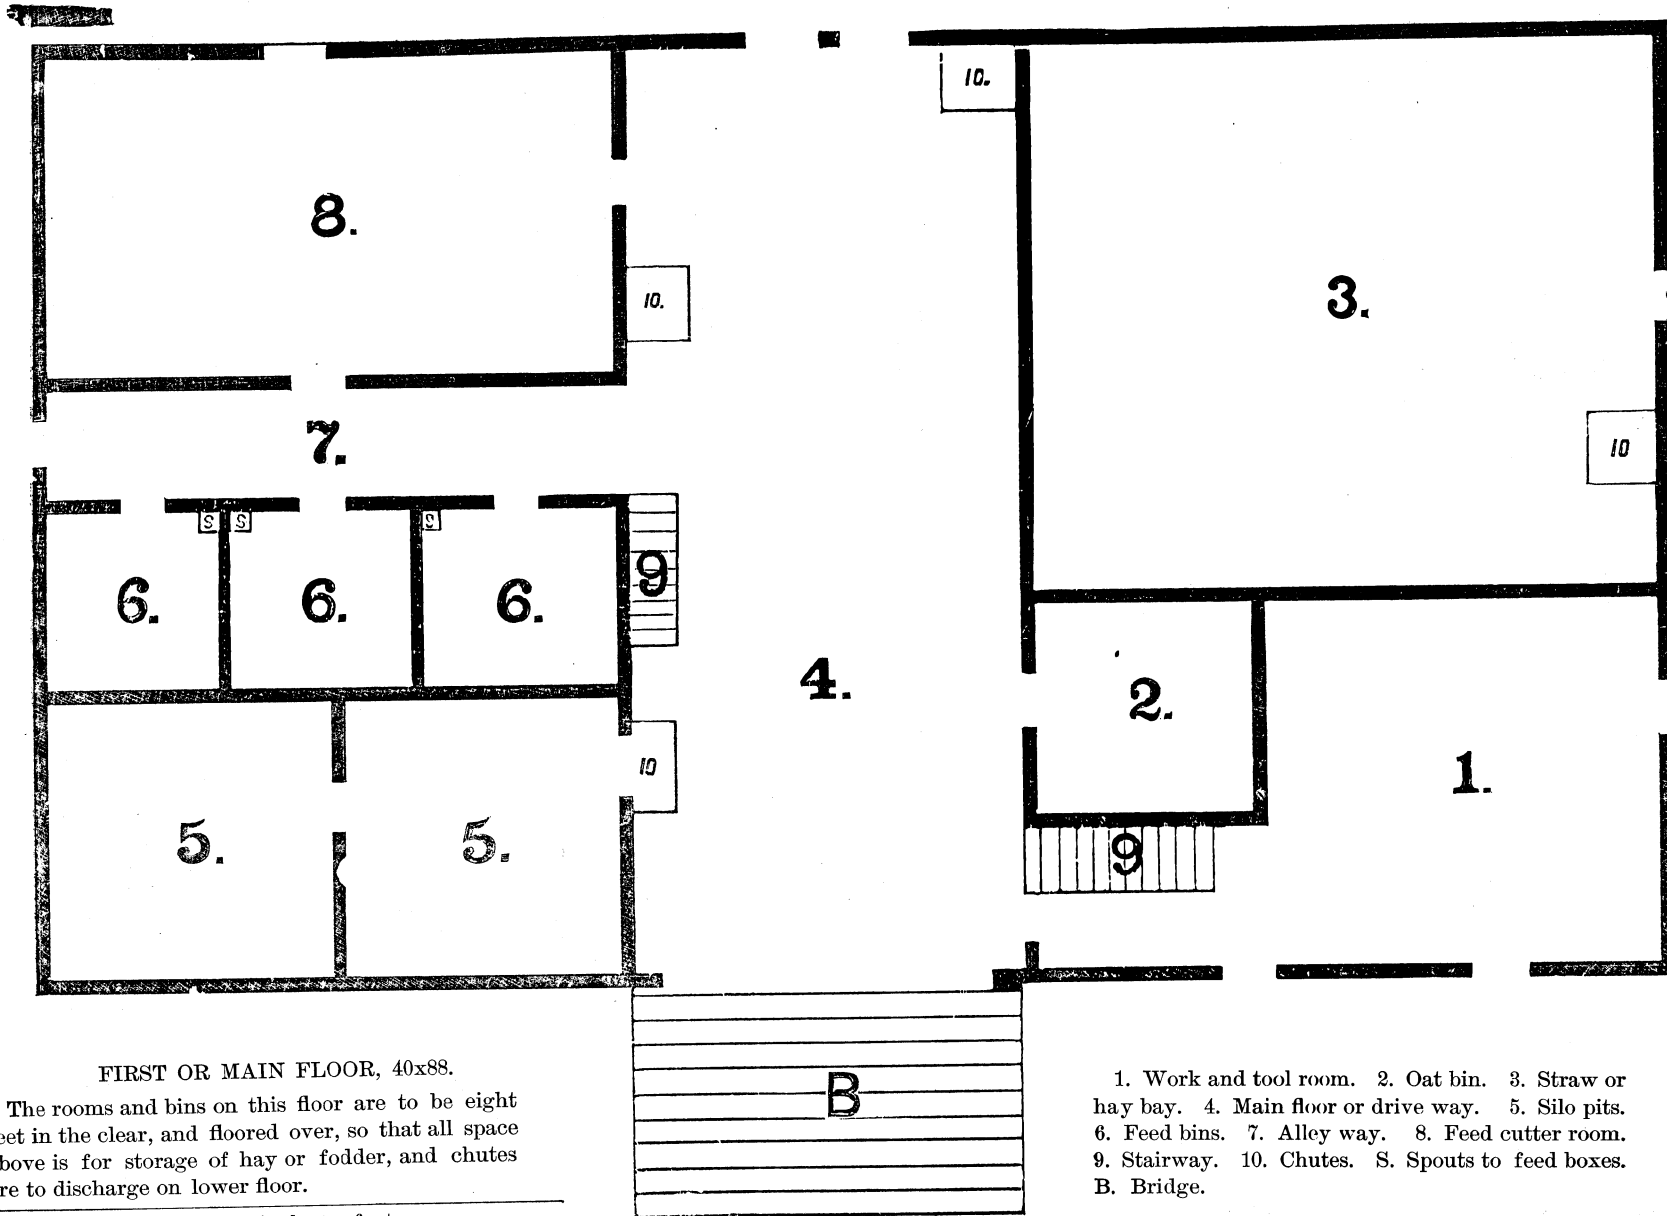 10.
8.
3.
10.
10
7.
S S S
6. 6. 6. 9
4.
2.
10
1.
5. 5.
9
B
FIRST OR MAIN FLOOR, 40x88.
The rooms and bins on this floor are to be eight
eet in the clear, and floored over, so that all space
bove is for storage of hay or fodder, and chutes
re to discharge on lower floor.
1. Work and tool room. 2. Oat bin. 3. Straw or
hay bay. 4. Main floor or drive way. 5. Silo pits.
6. Feed bins. 7. Alley way. 8. Feed cutter room.
9. Stairway. 10. Chutes. S. Spouts to feed boxes.
B. Bridge.